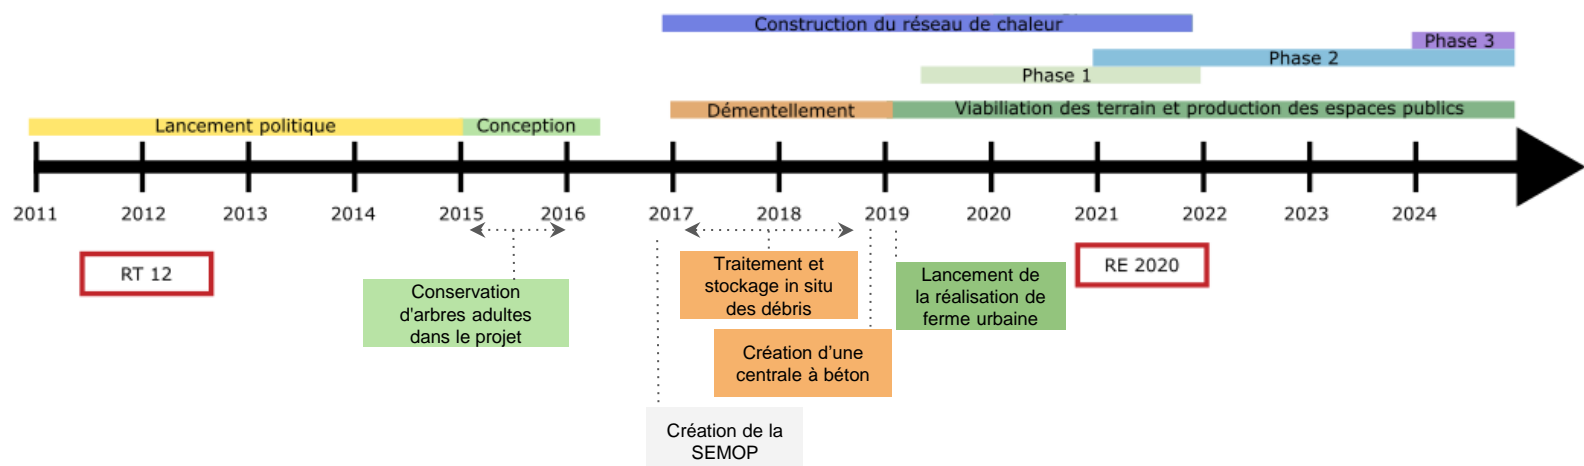 Construction du réseau de chaleur
Phase 3
Phase 2
Phase 1
Démentellement
Viabiliation des terrain et production des espaces publics
Lancement politique
Conception
2011
2012
2013
2014
2015
2016
2017
2018
2019
2020
2021
2022
2023
2024
RT 12
RE 2020
Conservation
d'arbres adultes
dans le projet
Traitement et
stockage in situ
des débris
Lancement de
la réalisation de
ferme urbaine
Création d’une
centrale à béton
Création de la
SEMOP